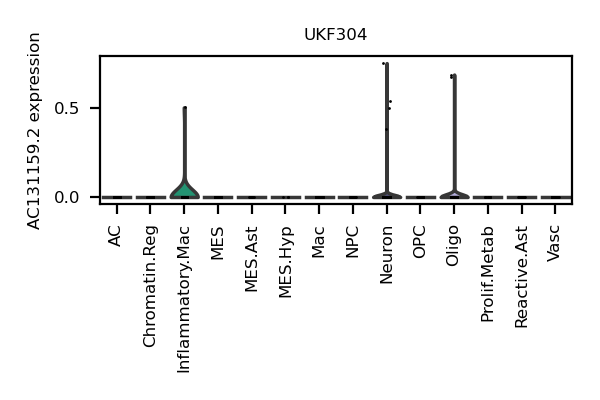 UKF304
AC131159.2 expression
0.5
0.0
AC
Chromatin.Reg
Inflammatory.Mac
MES
MES.Ast
MES.Hyp
Mac
NPC
Neuron
OPC
Oligo
Prolif.Metab
Reactive.Ast
Vasc